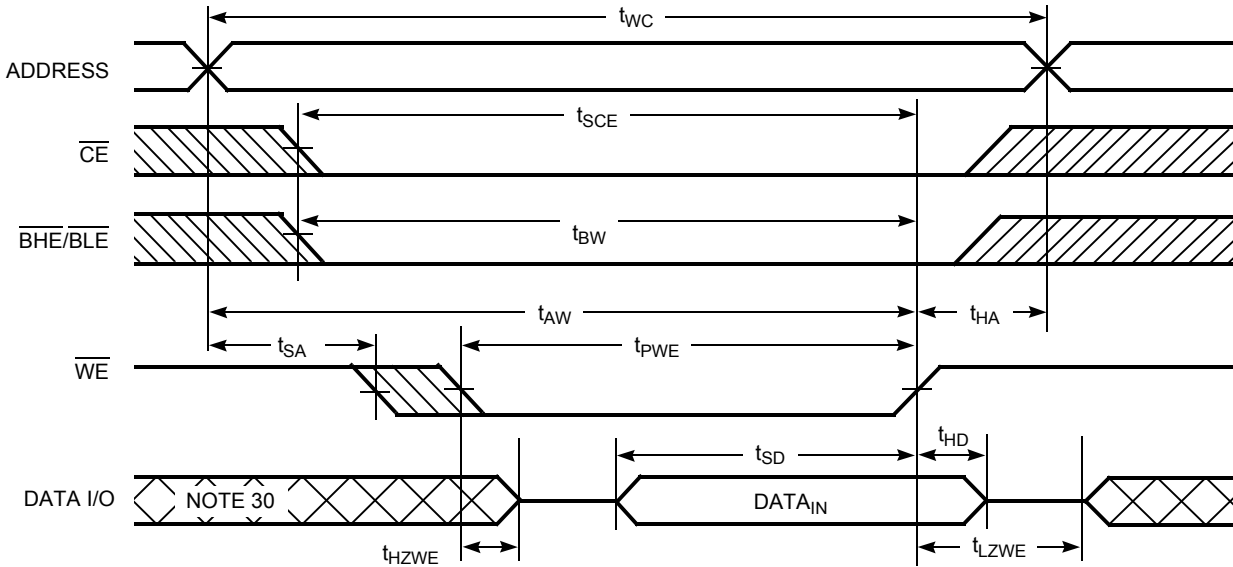 tWC
ADDRESS
tSCE
CE
BHE/BLE
tBW
tAW
tHA
tSA
tPWE
WE
tHD
tSD
DATA I/O
NOTE 30
DATAIN
tHZWE
tLZWE